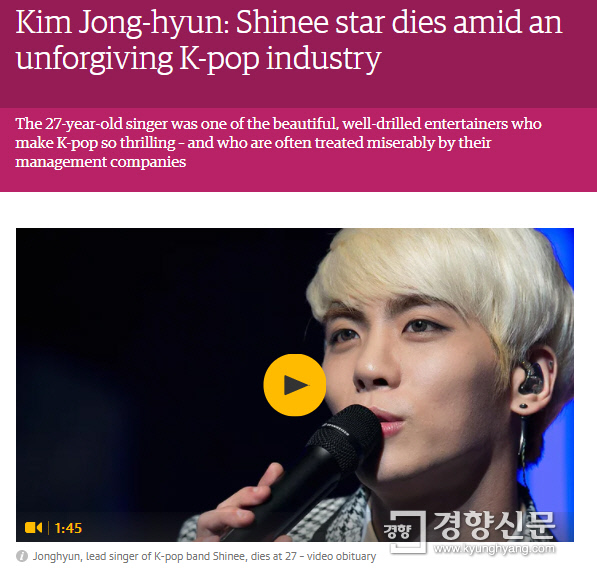 Kim Jong-hyun: Shinee star dies amid an
unforgiving K-pop industry
The 27-year-old singer was one of the beautiful, well-drilled entertainers who
make K-pop so thrilling – and who are often treated miserably by their
management companies
1:45
경향 경향신문
www.kyunghyang.com
Jonghyun, lead singer of K-pop band Shinee, dies at 27 – video obituary